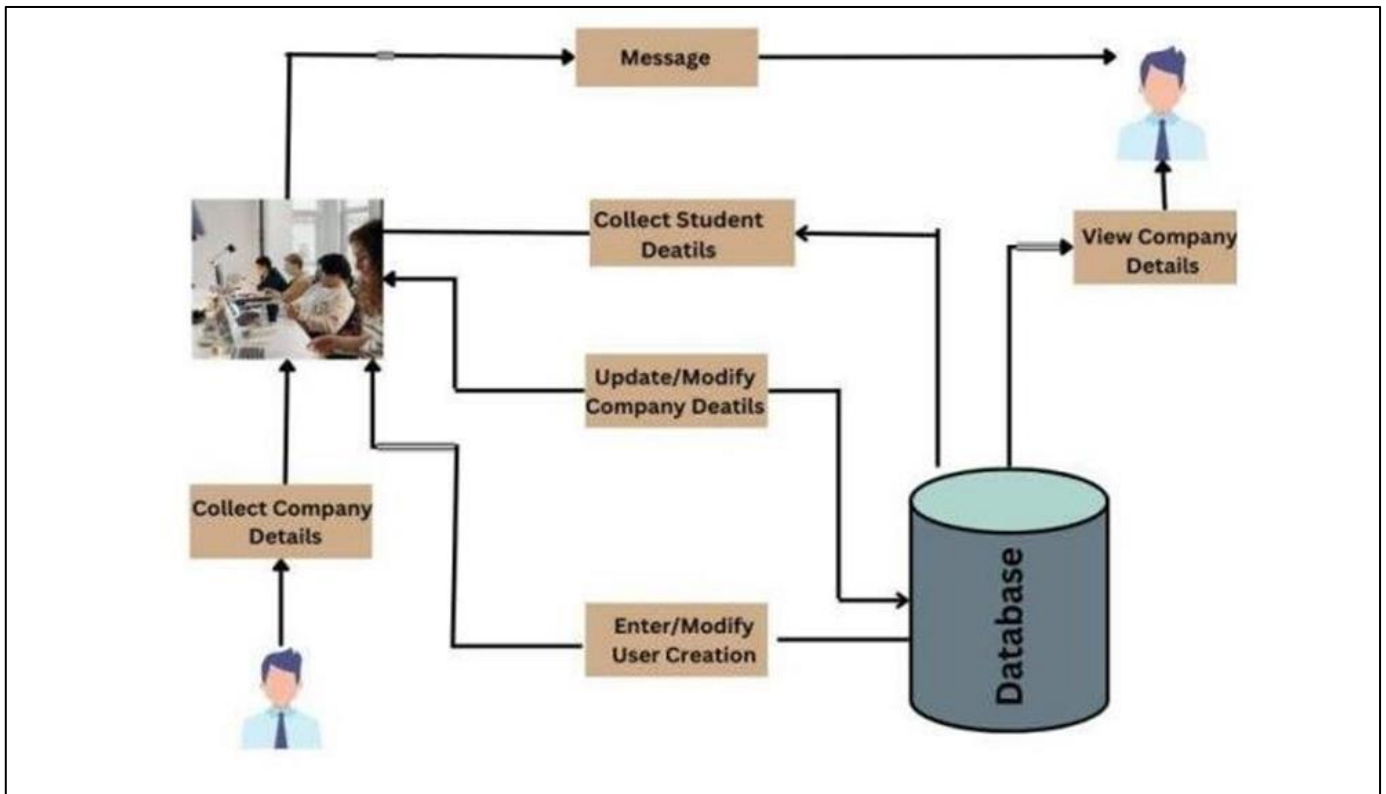 Message
Collect Student
Deatils
View Company
Details
Update/Modify
Company Deatils
Collect Company
Details
Enter/Modify
User Creation
Database